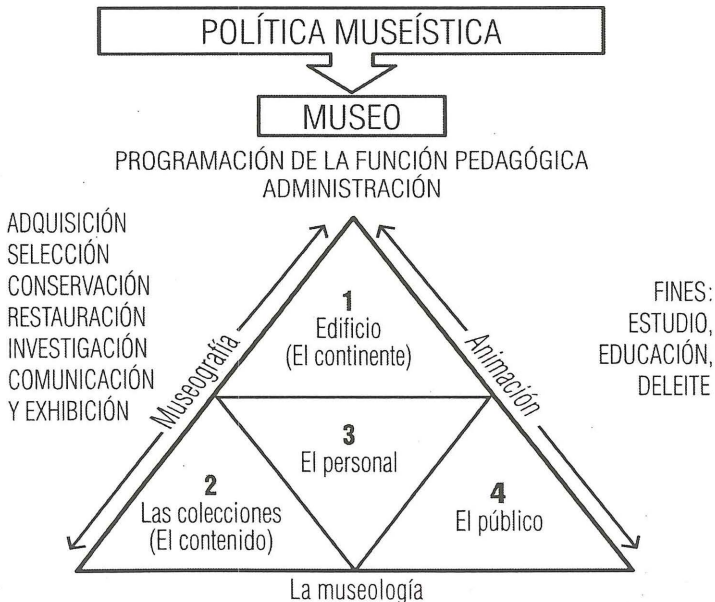 POLÍTICA MUSEÍSTICA
MUSEO
PROGRAMACIÓN DE LA FUNCIÓN PEDAGÓGICA
ADMINISTRACIÓN
ADQUISICIÓN
SELECCIÓN
CONSERVACIÓN
RESTAURACIÓN
INVESTIGACIÓN
COMUNICACIÓN
Y EXHIBICIÓN
Museografía
1
Edificio
(El continente)
Animación
FINES:
ESTUDIO,
EDUCACIÓN,
DELEITE
2
Las colecciones
(El contenido)
3
El personal
4
El público
La museología